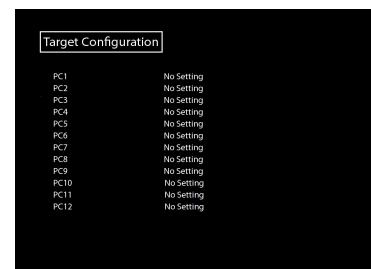 Target Configuration
PC1 No Setting
PC2 No Setting
PC3 No Setting
PC4 No Setting
PC5 No Setting
PC6 No Setting
PC7 No Setting
PC8 No Setting
PC9 No Setting
PC10 No Setting
PC11 No Setting
PC12 No Setting